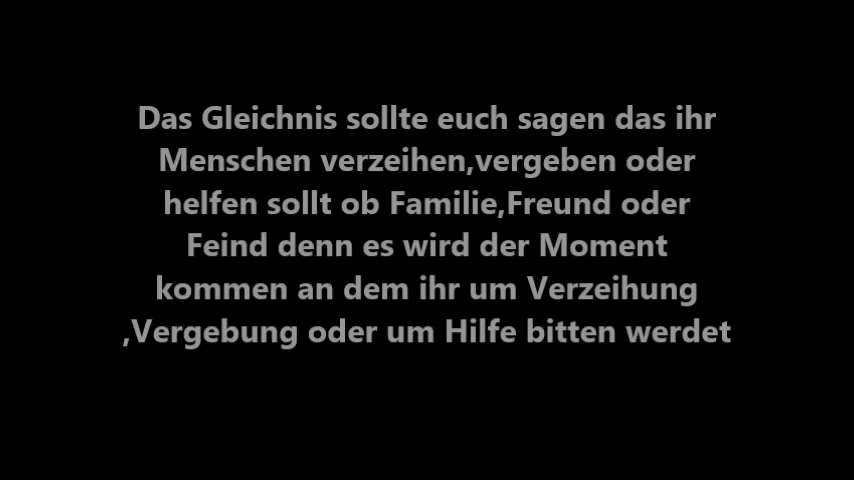 Das Gleichnis sollte euch sagen das ihr
Menschen verzeihen,vergeben oder
helfen sollt ob Familie,Freund oder
Feind denn es wird der Moment
kommen an dem ihr um Verzeihung
,Vergebung oder um Hilfe bitten werdet